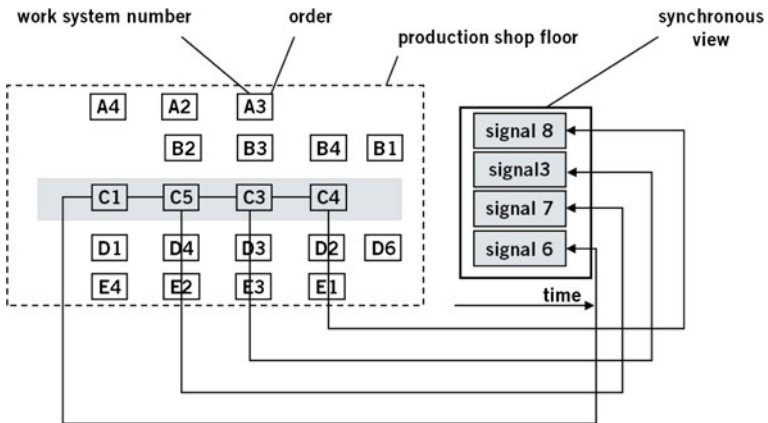 work system number
order
synchronous
view
production shop floor
A4 A2 A3
B2 B3 B4 B1
C1 C5 C3 C4
D1 D4 D3 D2 D6
E4 E2 E3 E1
signal 8
signal3
signal 7
signal 6
time